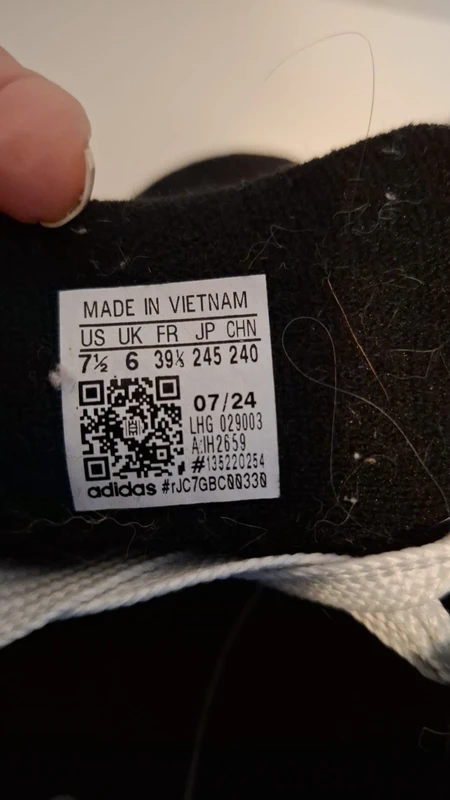 MADE IN VIETNAM
US UK FR JP CHN
7½ 6 39⅓ 245 240
07/24
LHG 029003
A:IH2659
#135220254
adidas #rJC7GBC00330